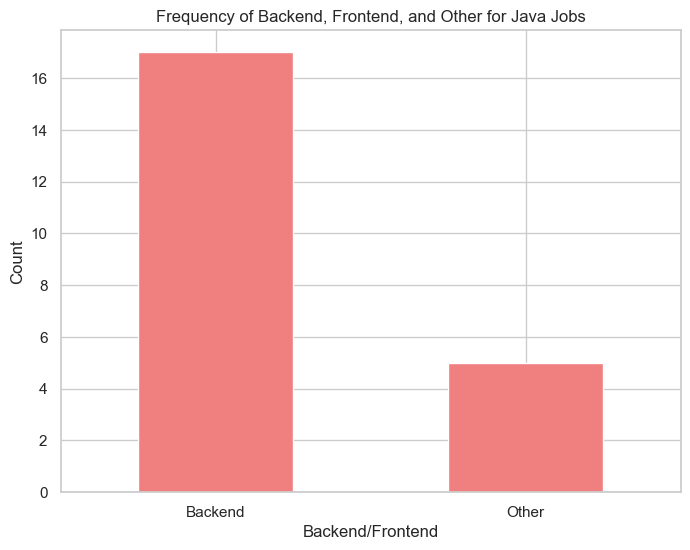 Frequency of Backend, Frontend, and Other for Java Jobs
Count
16
14
12
10
8
6
4
2
0
Backend
Other
Backend/Frontend